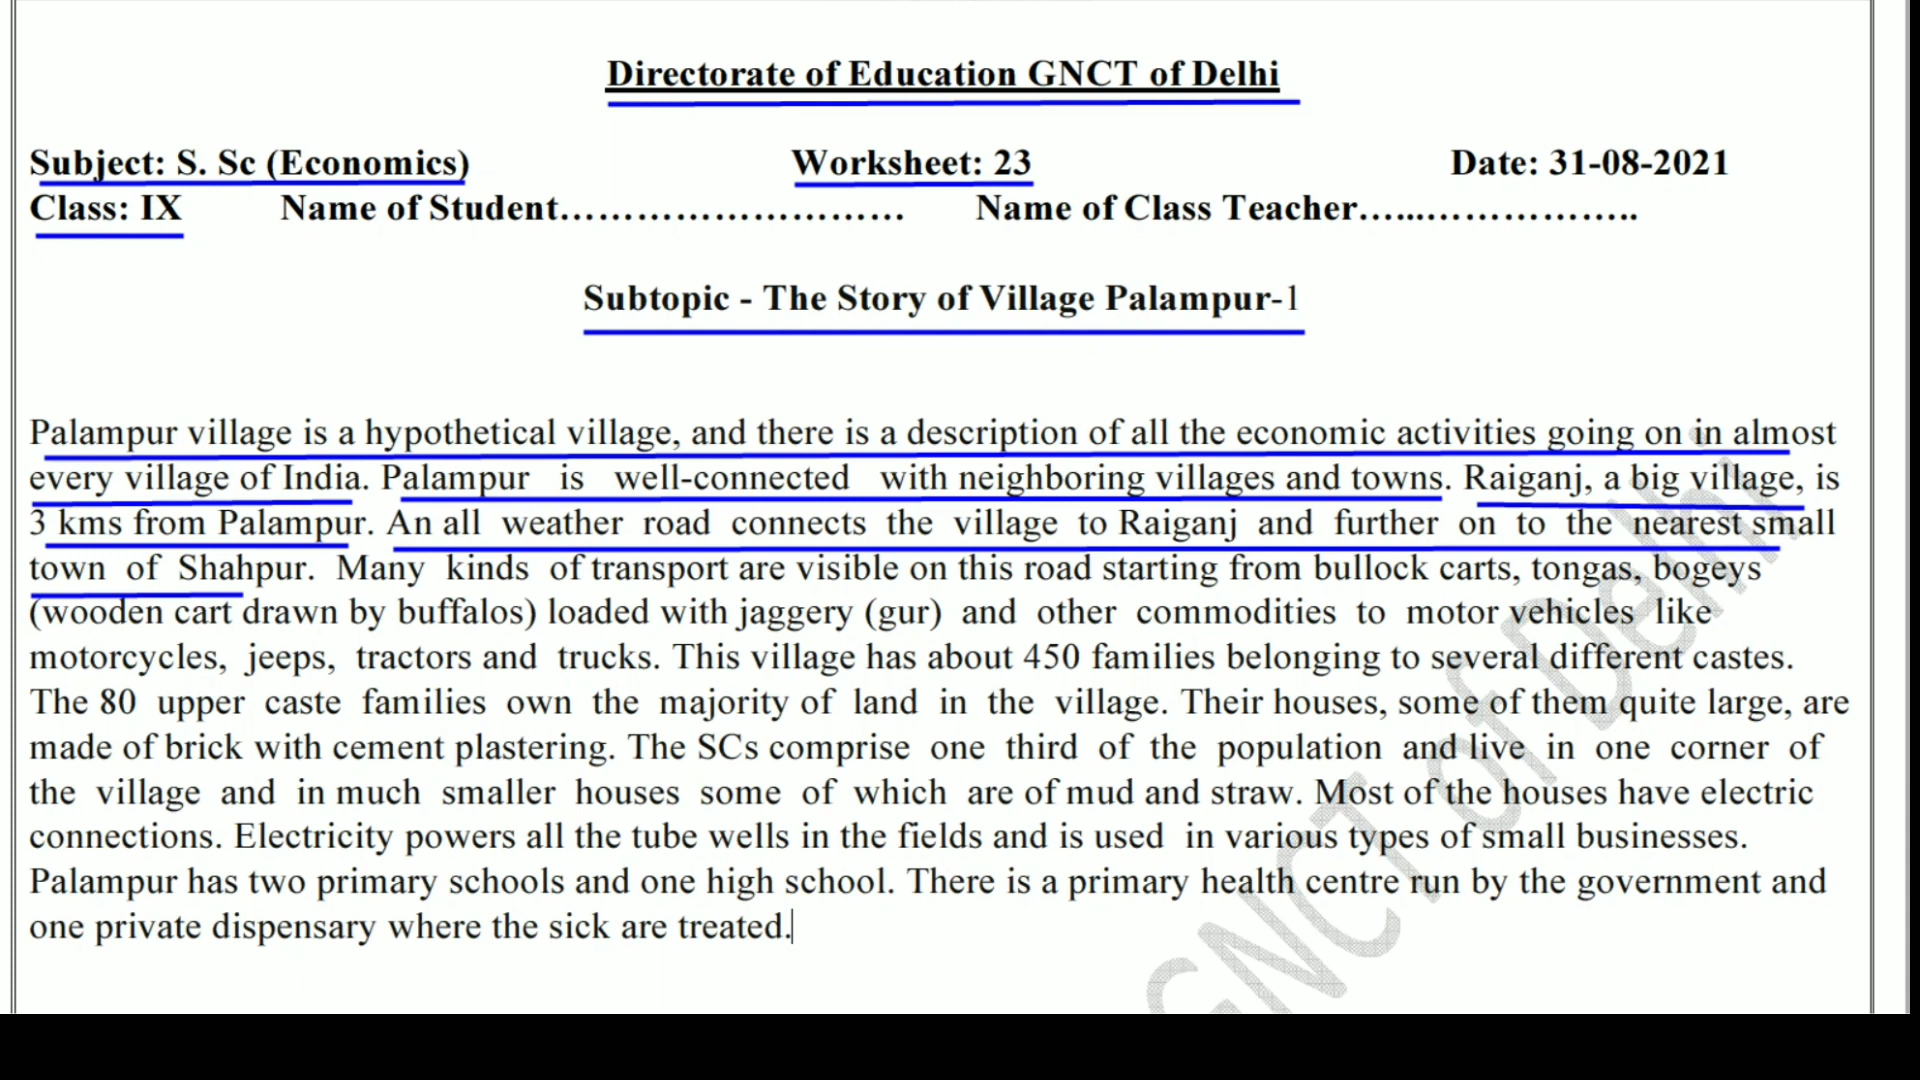 Directorate of Education GNCT of Delhi
Subject: S. Sc (Economics) Worksheet: 23 Date: 31-08-2021
Class: IX Name of Student……………………… Name of Class Teacher…...……………..
Subtopic - The Story of Village Palampur-1
Palampur village is a hypothetical village, and there is a description of all the economic activities going on in almost
every village of India. Palampur is well-connected with neighboring villages and towns. Raiganj, a big village, is
3 kms from Palampur. An all weather road connects the village to Raiganj and further on to the nearest small
town of Shahpur. Many kinds of transport are visible on this road starting from bullock carts, tongas, bogeys
(wooden cart drawn by buffalos) loaded with jaggery (gur) and other commodities to motor vehicles like
motorcycles, jeeps, tractors and trucks. This village has about 450 families belonging to several different castes.
The 80 upper caste families own the majority of land in the village. Their houses, some of them quite large, are
made of brick with cement plastering. The SCs comprise one third of the population and live in one corner of
the village and in much smaller houses some of which are of mud and straw. Most of the houses have electric
connections. Electricity powers all the tube wells in the fields and is used in various types of small businesses.
Palampur has two primary schools and one high school. There is a primary health centre run by the government and
one private dispensary where the sick are treated.
GNCT of Delhi